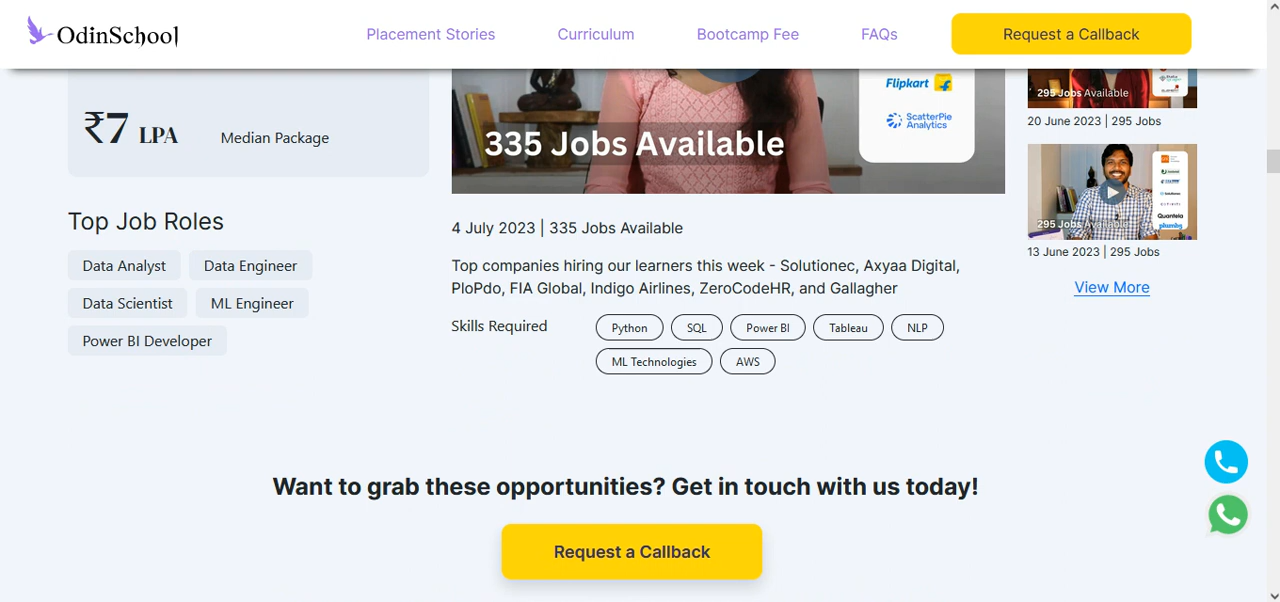 OdinSchool
Placement Stories
Curriculum
Bootcamp Fee
FAQs
Request a Callback
₹7 LPA
Median Package
Top Job Roles
Data Analyst
Data Engineer
Data Scientist
ML Engineer
Power BI Developer
Flipkart
ScatterPie
Analytics
335 Jobs Available
4 July 2023 | 335 Jobs Available
Top companies hiring our learners this week - Solutionec, Axyaa Digital,
PloPdo, FIA Global, Indigo Airlines, ZeroCodeHR, and Gallagher
Skills Required
Python
SQL
Power BI
Tableau
NLP
ML Technologies
AWS
295 Jobs Available
20 June 2023 | 295 Jobs
295 Jobs Available
Quantela
plumb5
13 June 2023 | 295 Jobs
View More
Want to grab these opportunities? Get in touch with us today!
Request a Callback